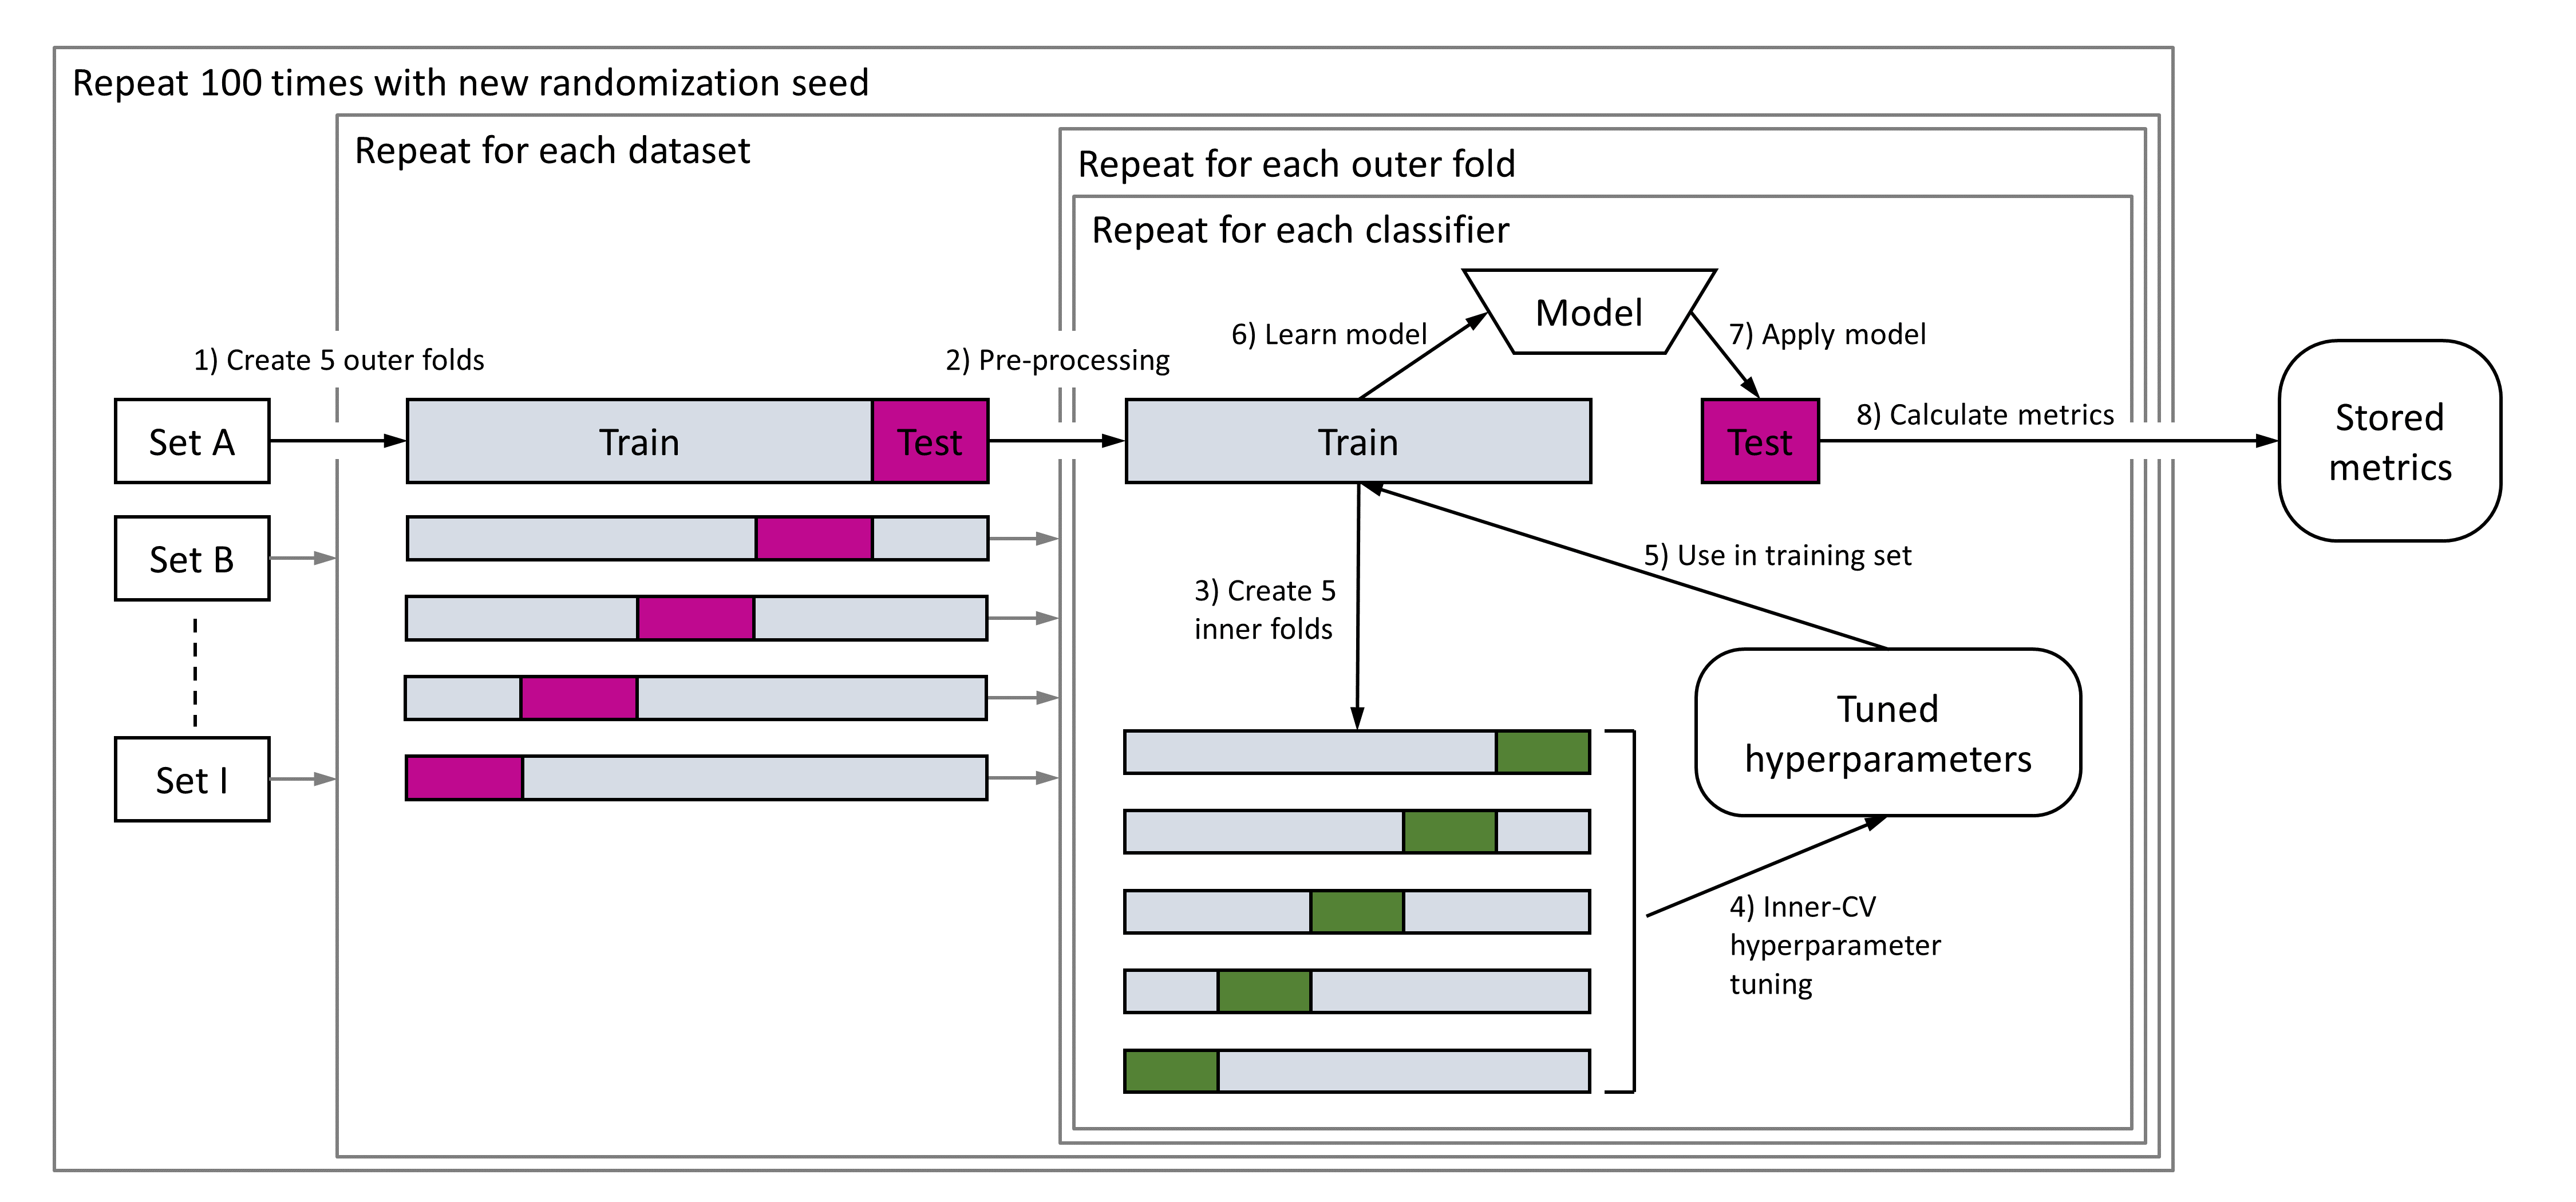 Repeat 100 times with new randomization seed
Repeat for each dataset
Repeat for each outer fold
Repeat for each classifier
Model
6) Learn model
7) Apply model
1) Create 5 outer folds
2) Pre-processing
Set A
Train
Test
Train
Test
8) Calculate metrics
Stored
metrics
Set B
5) Use in training set
3) Create 5
inner folds
Set I
Tuned
hyperparameters
4) Inner-CV
hyperparameter
tuning